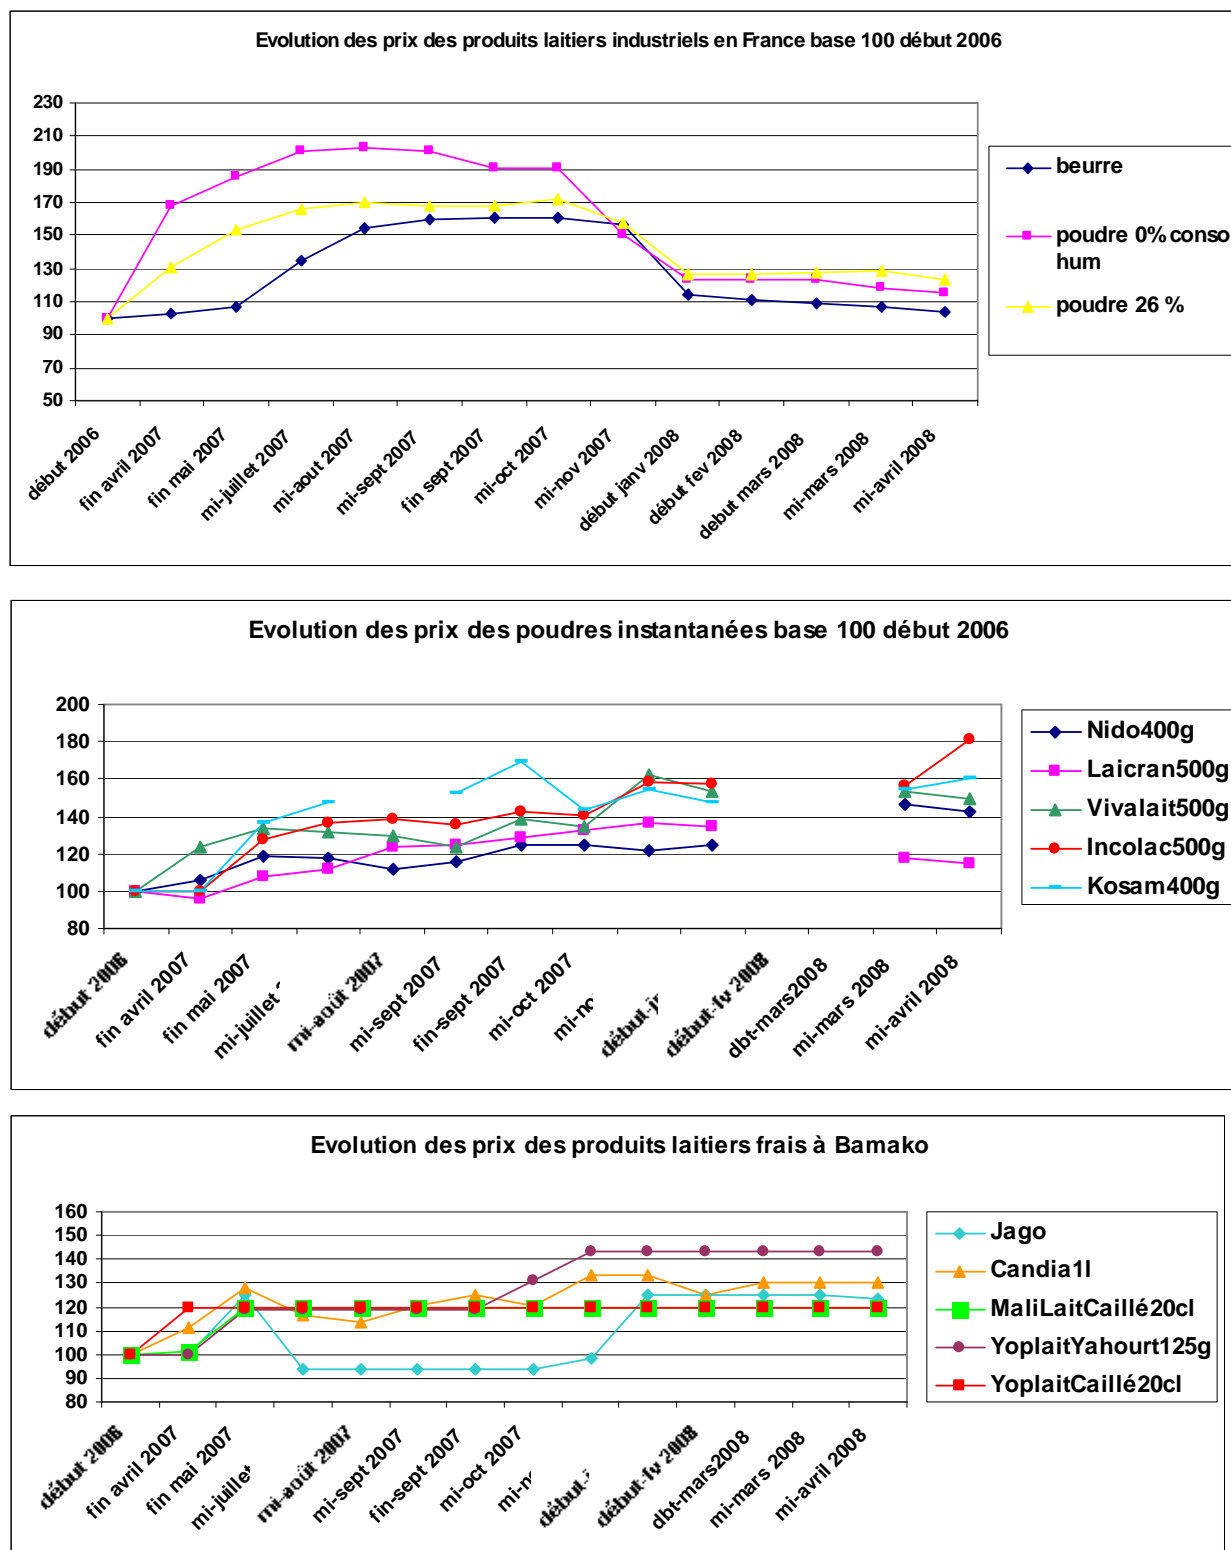 Evolution des prix des produits laitiers industriels en France base 100 début 2006
230
210
190
170
150
130
110
90
70
50
début 2006
fin avril 2007
fin mai 2007
mi-juillet 2007
mi-aout 2007
mi-sept 2007
fin sept 2007
mi-oct 2007
mi-nov 2007
début janv 2008
début fev 2008
debut mars 2008
mi-mars 2008
mi-avril 2008
beurre
poudre 0% conso
hum
poudre 26 %
Evolution des prix des poudres instantanées base 100 début 2006
200
180
160
140
120
100
80
début 2006
fin avril 2007
fin mai 2007
mi-juillet
mi-août 2007
mi-sept 2007
fin-sept 2007
mi-oct 2007
début-fv 2008
dbt-mars2008
mi-mars 2008
mi-avril 2008
Nido400g
Laicran500g
Vivalait500g
Incolac500g
Kosam400g
Evolution des prix des produits laitiers frais à Bamako
160
150
140
130
120
110
100
90
80
début 2006
fin avril 2007
fin mai 2007
mi-juillet
mi-août 2007
mi-sept 2007
fin-sept 2007
mi-oct 2007
début-fv 2008
dbt-mars2008
mi-mars 2008
mi-avril 2008
Jago
Candia1l
MaliLaitCaillé20cl
YoplaitYahourt125g
YoplaitCaillé20cl